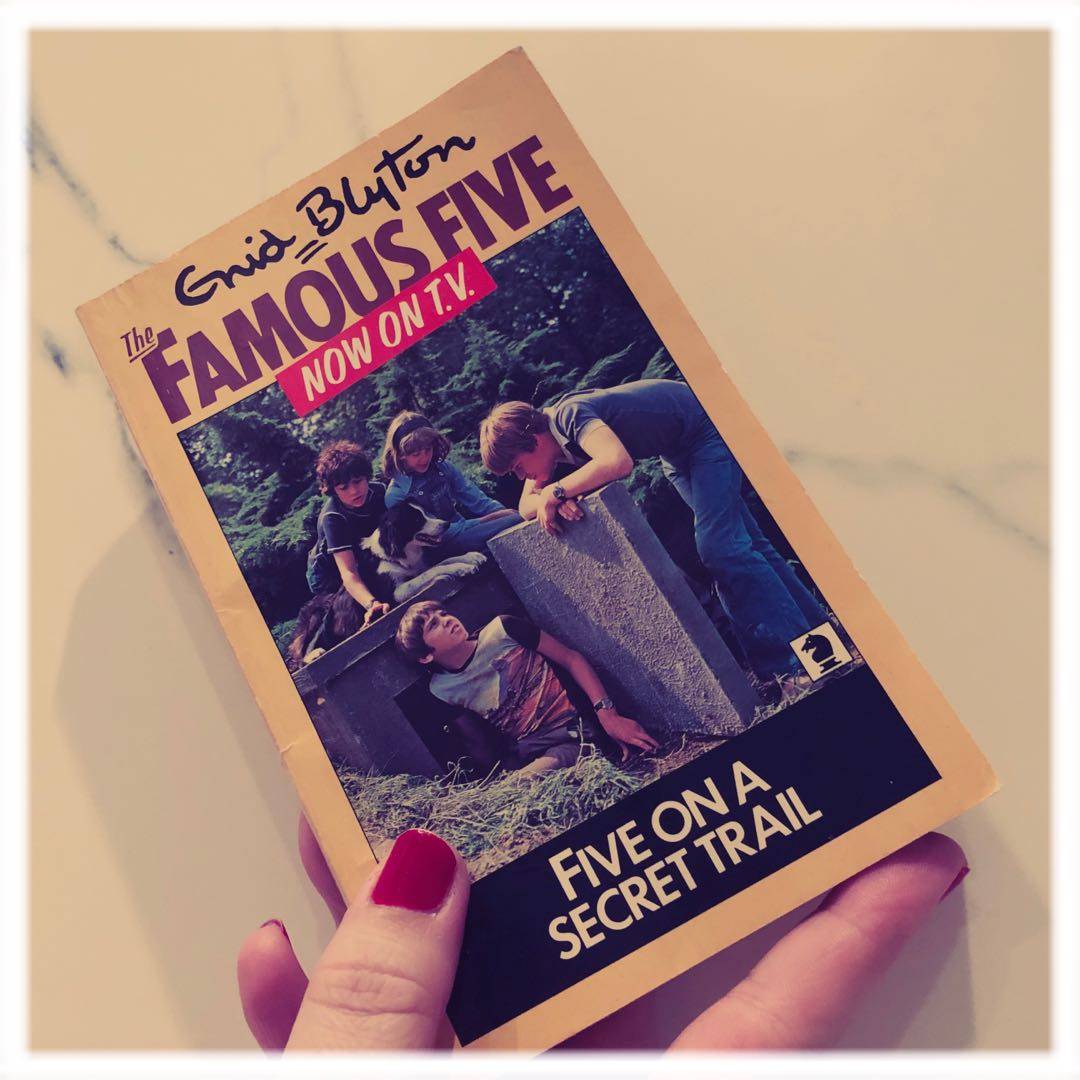 Enid Blyton
The
FAMOUS FIVE
NOW ON T.V.
FIVE ON A
SECRET TRAIL